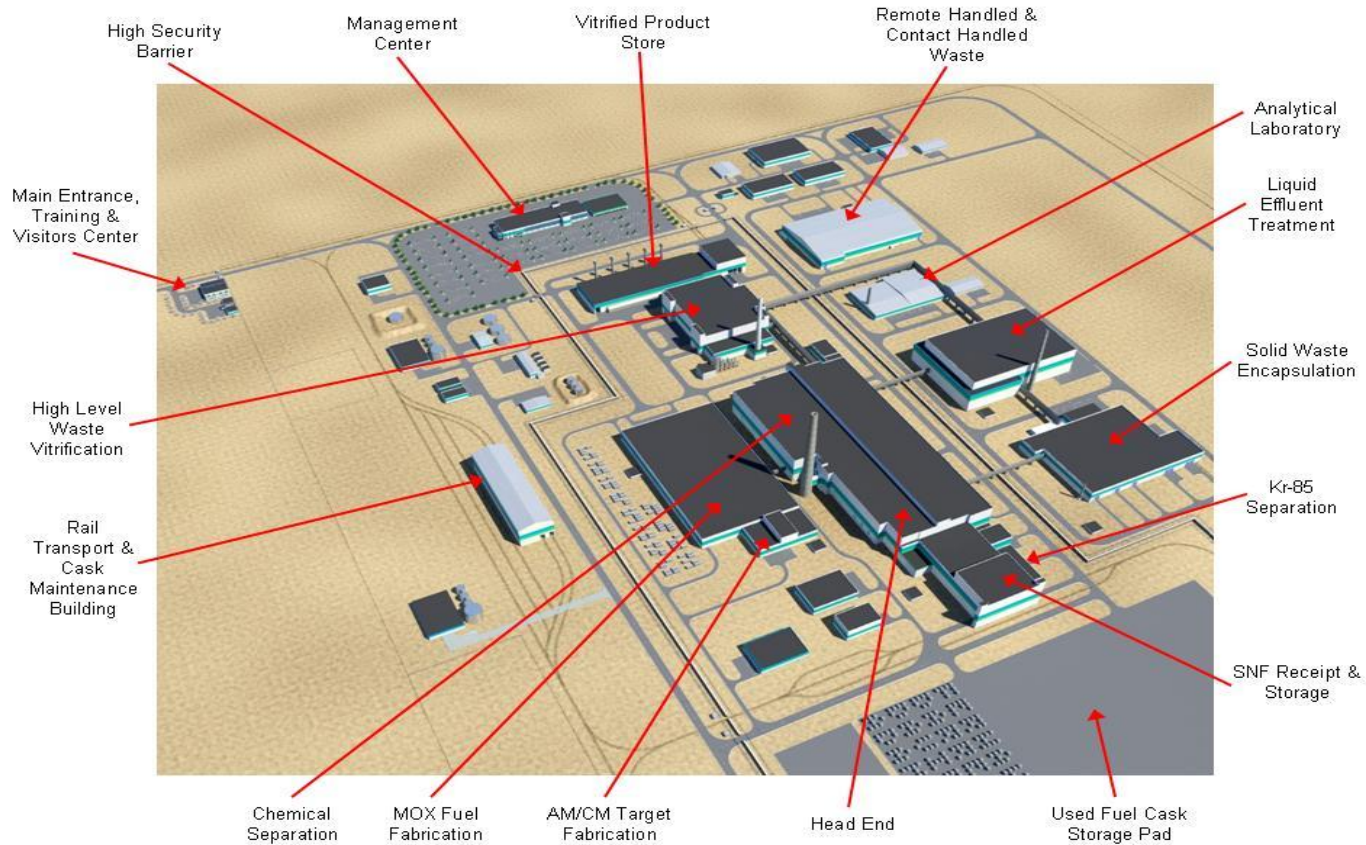 High Security
Barrier
Management
Center
Vitrified Product
Store
Remote Handled &
Contact Handled
Waste
Analytical
Laboratory
Main Entrance,
Training &
Visitors Center
Liquid
Effluent
Treatment
Solid Waste
Encapsulation
High Level
Waste
Vitrification
Kr-85
Separation
Rail
Transport &
Cask
Maintenance
Building
SNF Receipt &
Storage
Chemical
Separation
MOX Fuel
Fabrication
AM/CM Target
Fabrication
Head End
Used Fuel Cask
Storage Pad